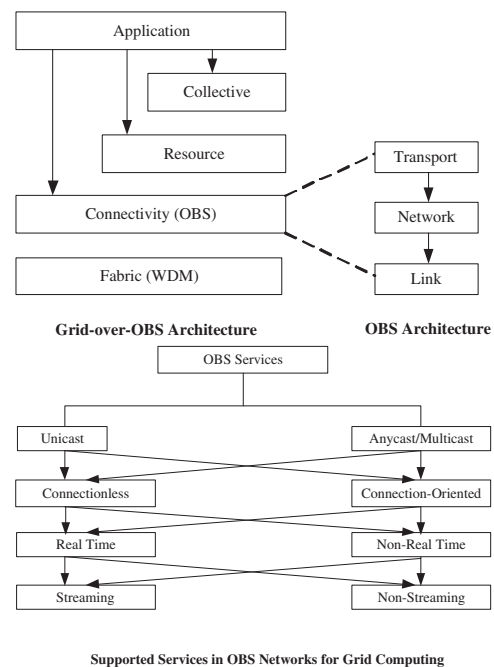 Application
Collective
Resource
Transport
Connectivity (OBS)
Network
Fabric (WDM)
Link
Grid-over-OBS Architecture
OBS Architecture
OBS Services
Unicast
Anycast/Multicast
Connectionless
Connection-Oriented
Real Time
Non-Real Time
Streaming
Non-Streaming
Supported Services in OBS Networks for Grid Computing